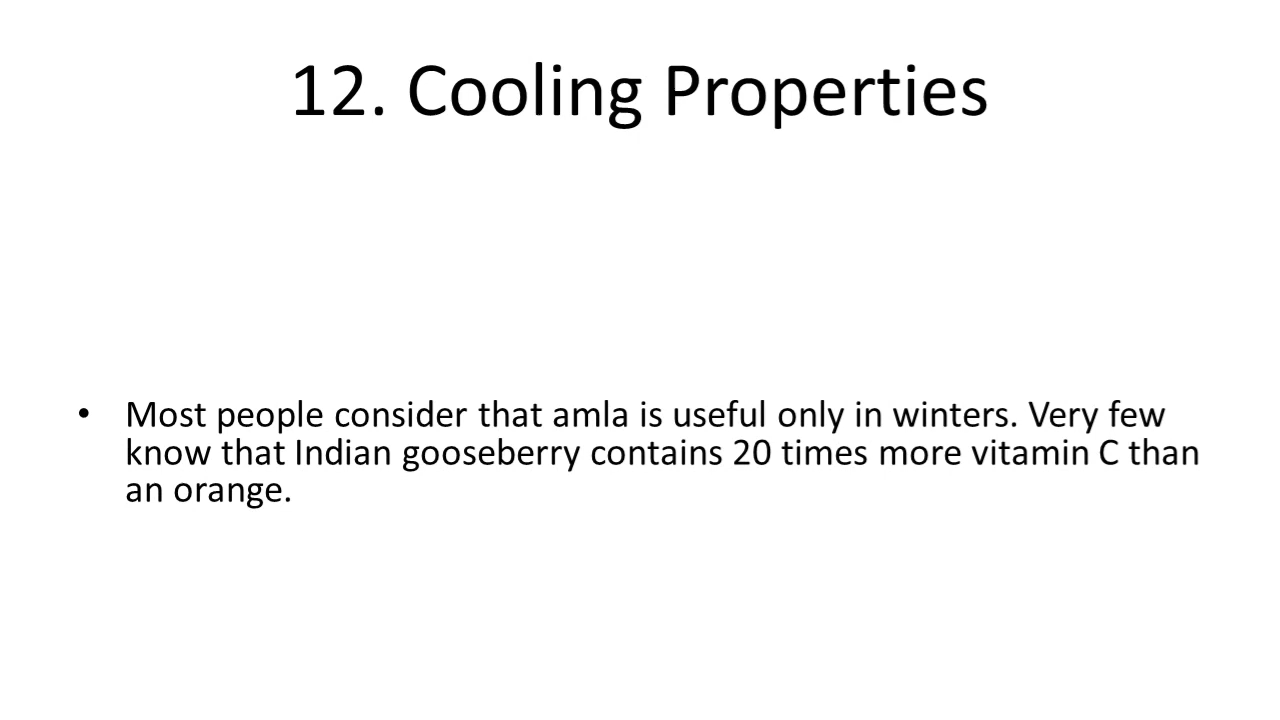 12. Cooling Properties
• Most people consider that amla is useful only in winters. Very few
know that Indian gooseberry contains 20 times more vitamin C than
an orange.